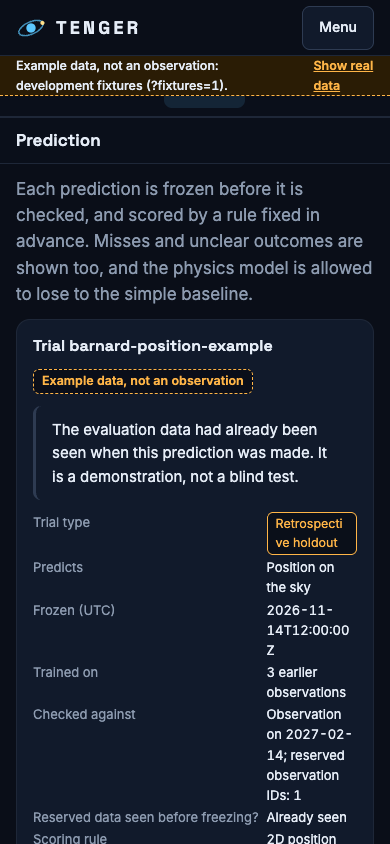 TENGER
Menu
Example data, not an observation:
development fixtures (?fixtures=1).
Show real
data
Prediction
Each prediction is frozen before it is
checked, and scored by a rule fixed in
advance. Misses and unclear outcomes are
shown too, and the physics model is allowed
to lose to the simple baseline.
Trial barnard-position-example
Example data, not an observation
The evaluation data had already been
seen when this prediction was made. It
is a demonstration, not a blind test.
Trial type
Retrospecti
ve holdout
Predicts
Position on
the sky
Frozen (UTC)
2026-11-
14T12:00:00
Z
Trained on
3 earlier
observations
Checked against
Observation
on 2027-02-
14; reserved
observation
IDs: 1
Reserved data seen before freezing?
Already seen
Scoring rule
2D position